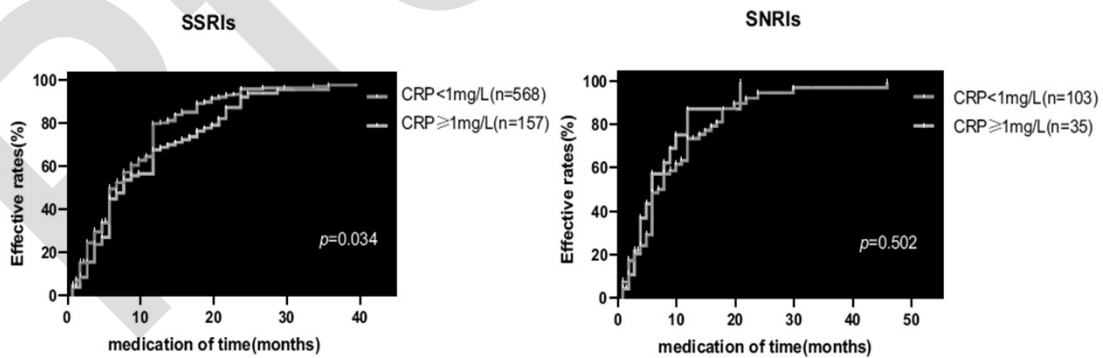 SSRIs
100
80
60
40
20
0
Effective rates(%)
0 10 20 30 40
medication of time(months)
p=0.034
CRP<1mg/L(n=568)
CRP≥1mg/L(n=157)
SNRIs
100
80
60
40
20
0
Effective rates(%)
0 10 20 30 40 50
medication of time(months)
p=0.502
CRP<1mg/L(n=103)
CRP≥1mg/L(n=35)